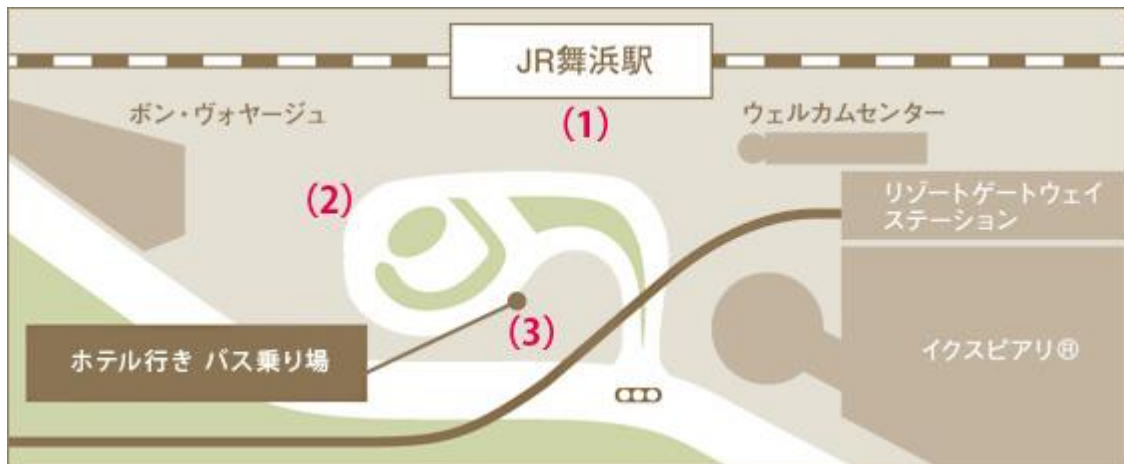 JR舞浜駅
(1)
ボン・ヴォヤージュ
ウェルカムセンター
(2)
リゾートゲートウェイ
ステーション
(3)
ホテル行き バス乗り場
イクスピアリ®